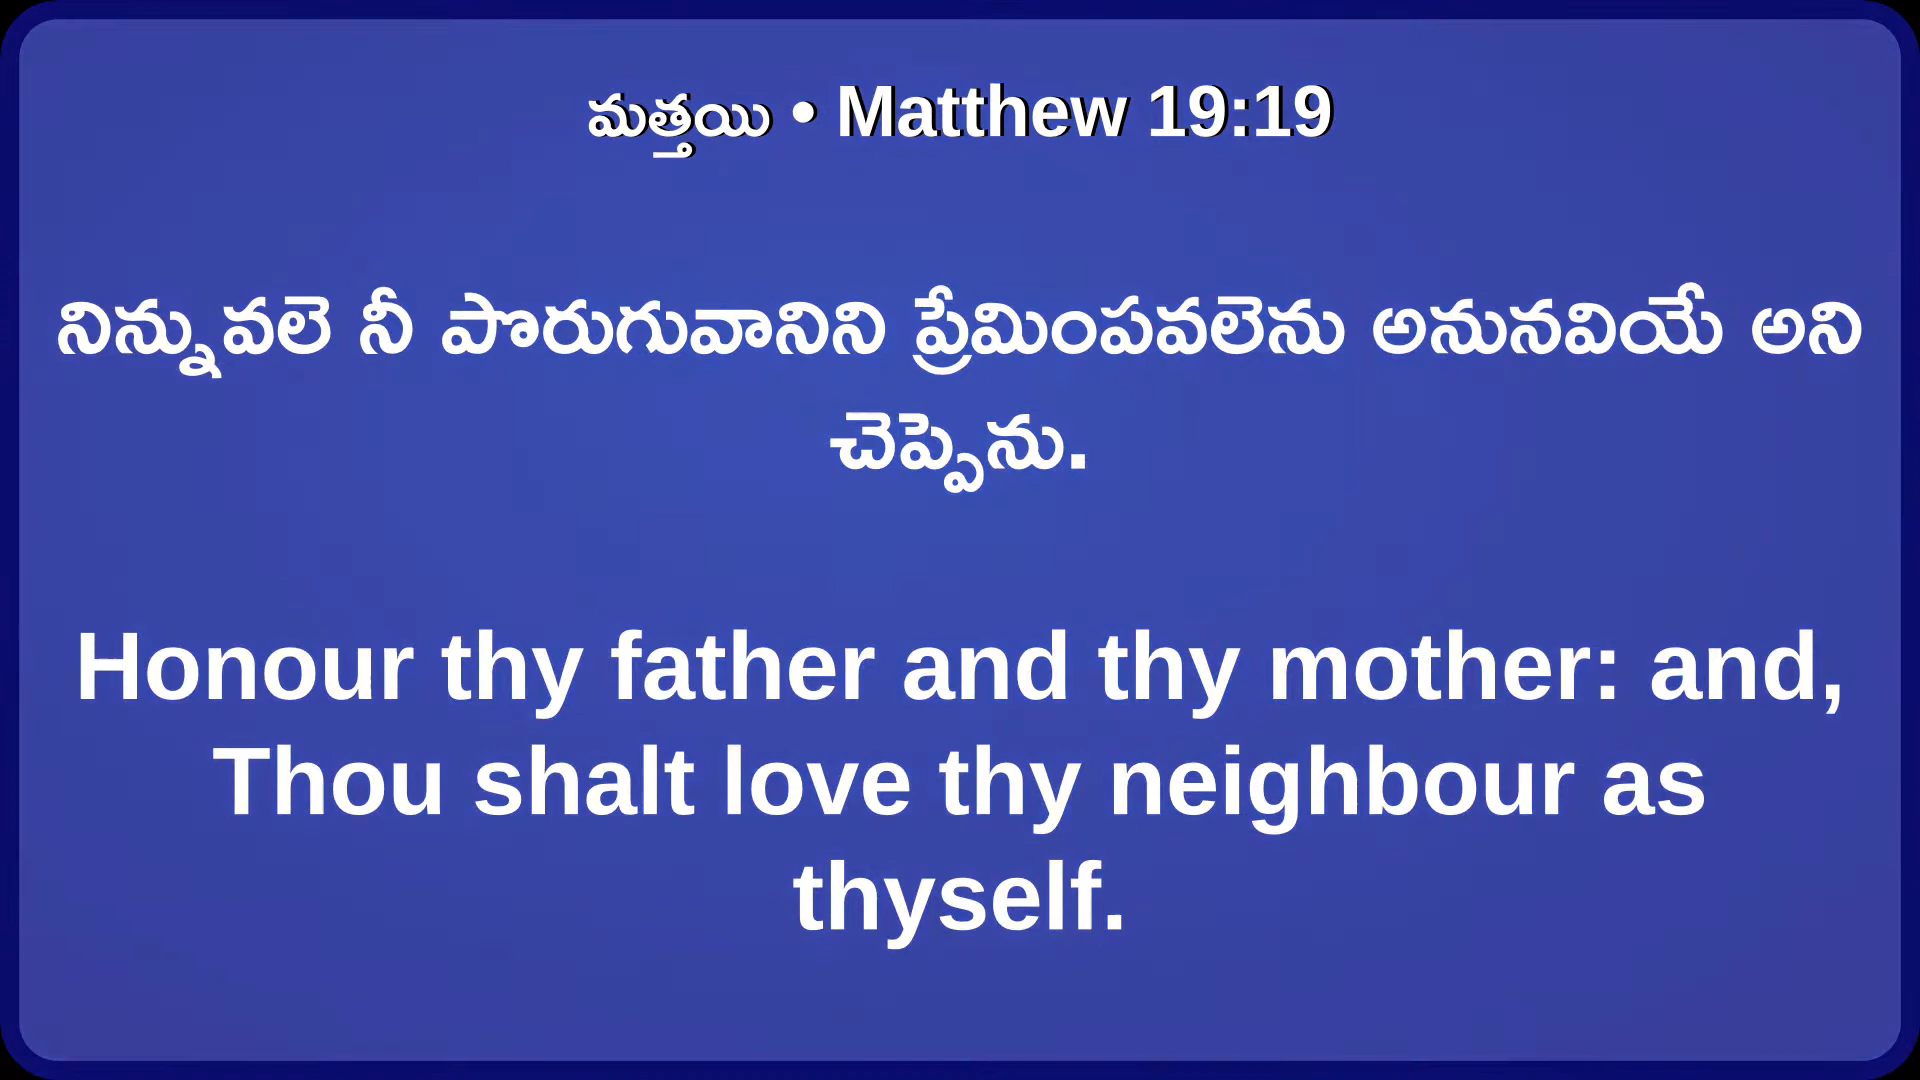 మత్తయి • Matthew 19:19
నిన్నువలె నీ పొరుగువానిని ప్రేమింపవలెను అనునవియే అని
చెప్పెను.
Honour thy father and thy mother: and,
Thou shalt love thy neighbour as
thyself.